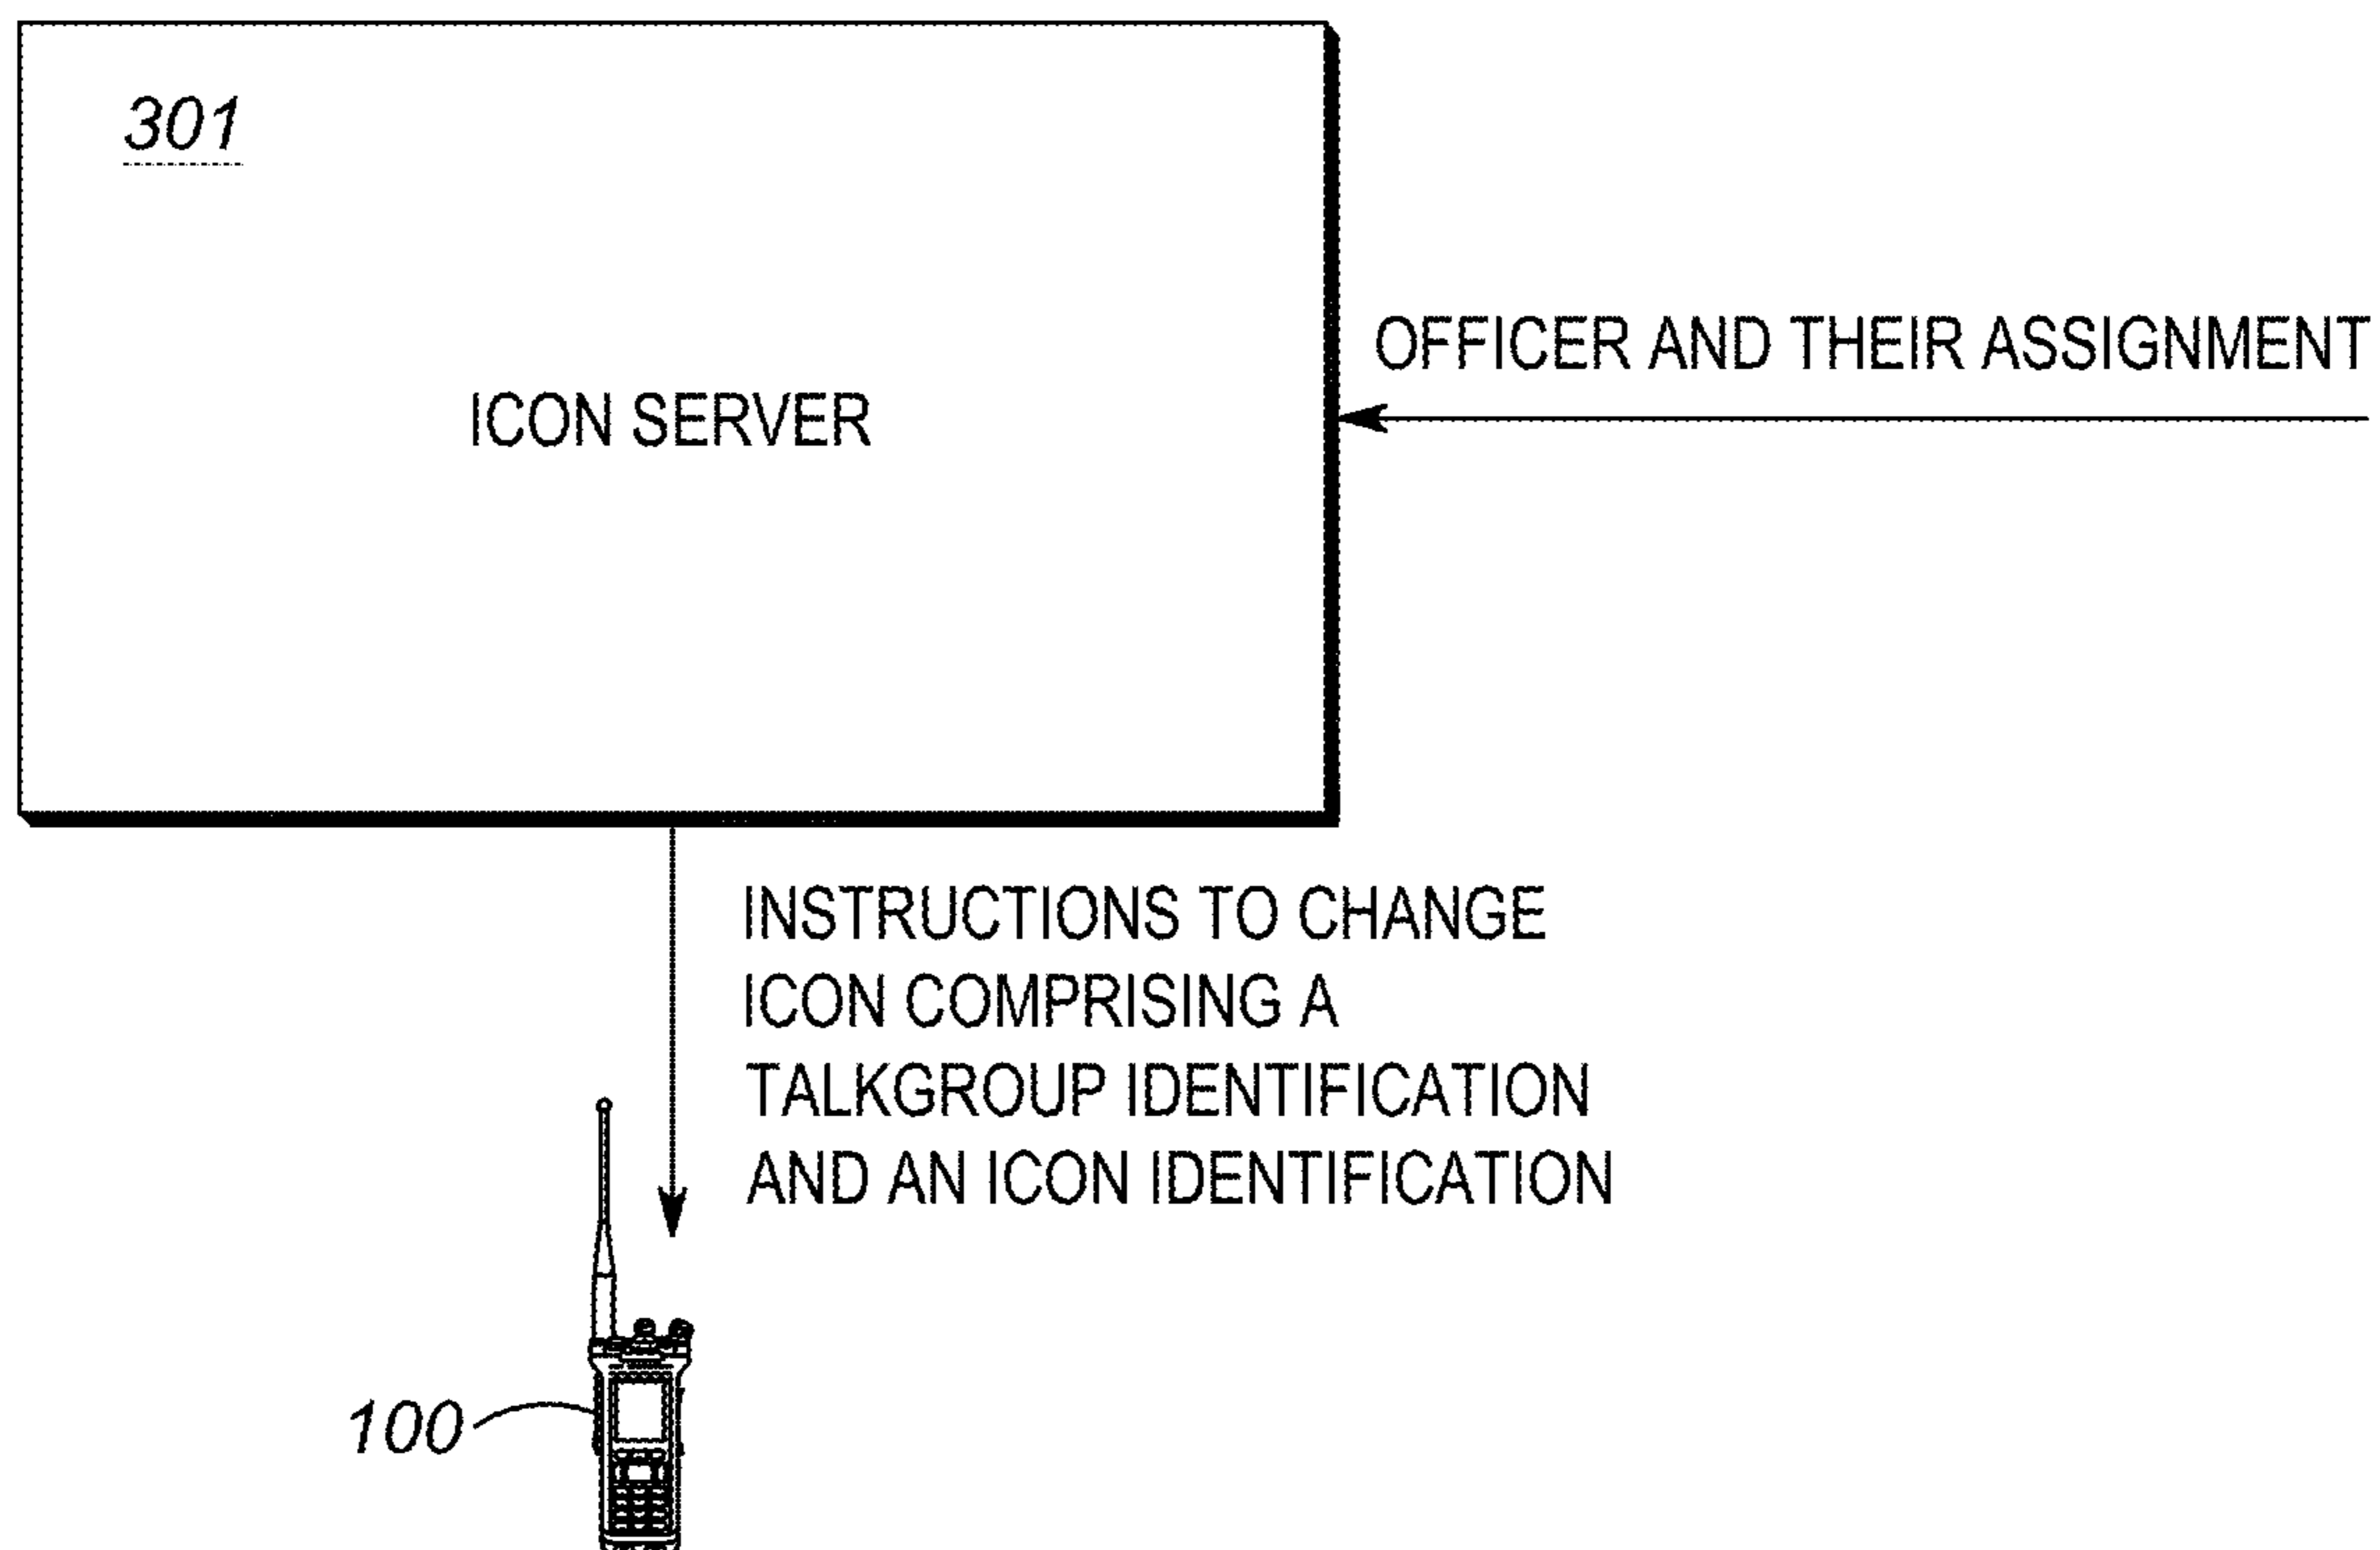 301
OFFICER AND THEIR ASSIGNMENT
ICON SERVER
INSTRUCTIONS TO CHANGE
ICON COMPRISING A
TALKGROUP IDENTIFICATION
AND AN ICON IDENTIFICATION
100